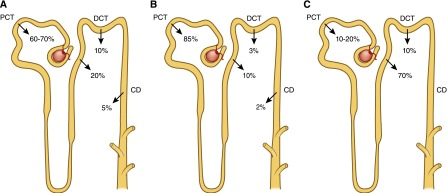 A
PCT
DCT
60-70%
10%
20%
CD
5%
B
PCT
DCT
85%
3%
10%
CD
2%
C
PCT
DCT
10-20%
10%
70%
CD